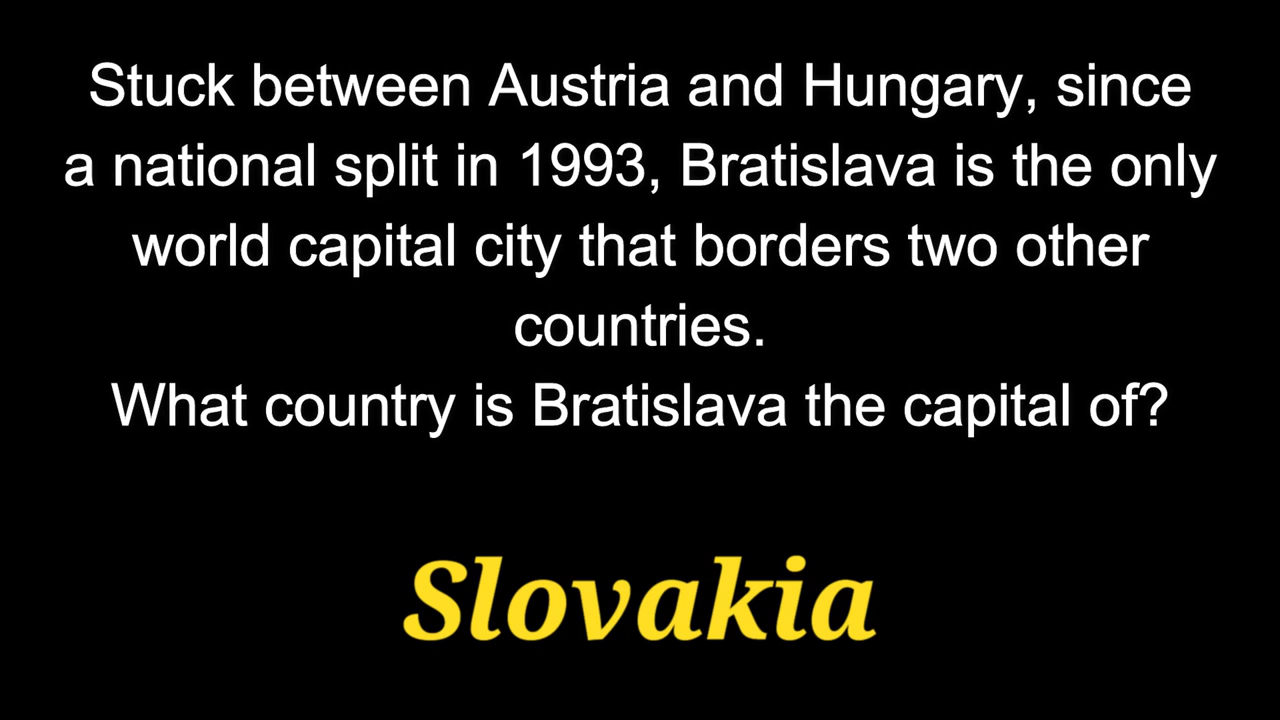 Stuck between Austria and Hungary, since
a national split in 1993, Bratislava is the only
world capital city that borders two other
countries.
What country is Bratislava the capital of?
Slovakia